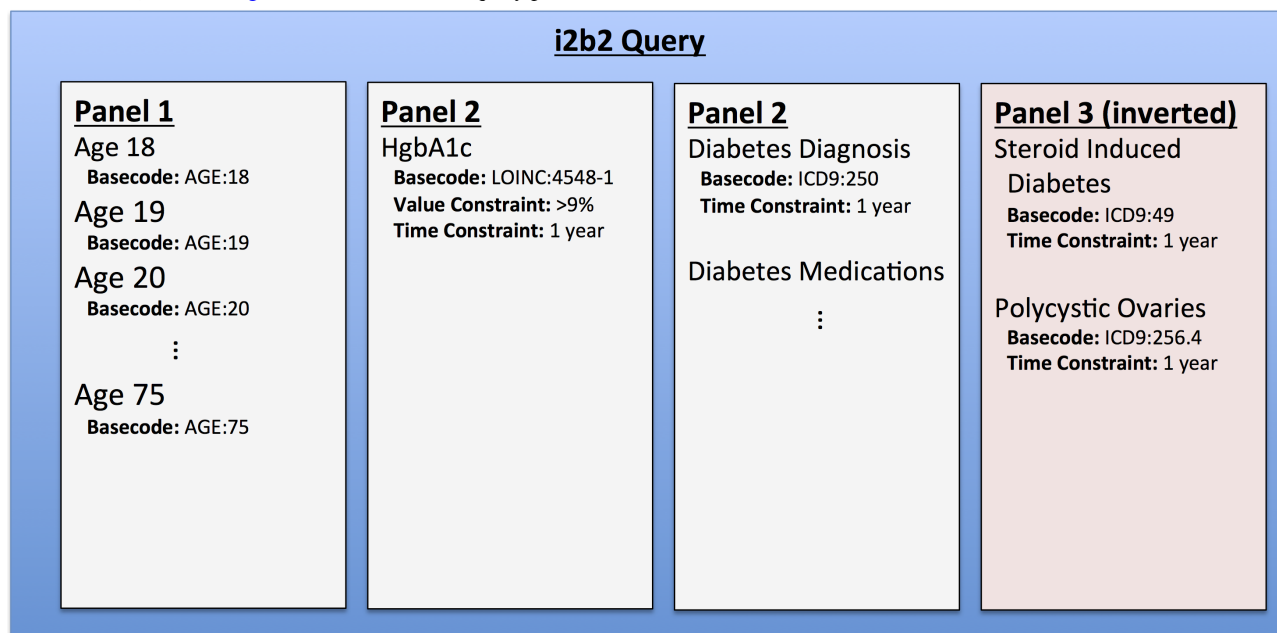 i2b2 Query
Panel 1
Age 18
Basecode: AGE:18
Age 19
Basecode: AGE:19
Age 20
Basecode: AGE:20
⋮
Age 75
Basecode: AGE:75
Panel 2
HgbA1c
Basecode: LOINC:4548-1
Value Constraint: >9%
Time Constraint: 1 year
Panel 2
Diabetes Diagnosis
Basecode: ICD9:250
Time Constraint: 1 year
Diabetes Medications
⋮
Panel 3 (inverted)
Steroid Induced
Diabetes
Basecode: ICD9:49
Time Constraint: 1 year
Polycystic Ovaries
Basecode: ICD9:256.4
Time Constraint: 1 year